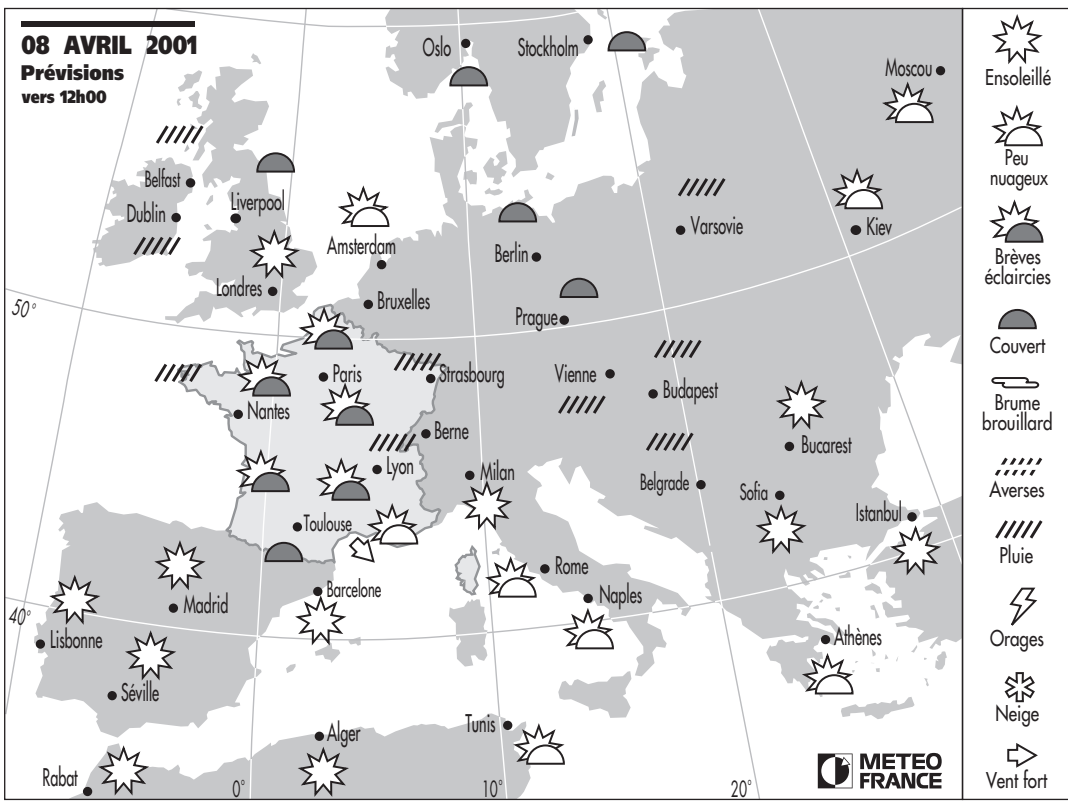 08 AVRIL 2001
Prévisions
vers 12h00
Oslo
Stockholm
Moscou
Belfast
Dublin
Liverpool
Amsterdam
Londres
Bruxelles
Berlin
Varsovie
Kiev
50°
Prague
Paris
Strasbourg
Vienne
Budapest
Nantes
Berne
Bucarest
Lyon
Milan
Belgrade
Sofia
Istanbul
Toulouse
Barcelone
Rome
Naples
Madrid
40°
Lisbonne
Athènes
Séville
Tunis
Alger
Rabat
0°
10°
20°
METEO
FRANCE
Ensoleillé
Peu
nuageux
Brèves
éclaircies
Couvert
Brume
brouillard
Averses
Pluie
Orages
Neige
Vent fort